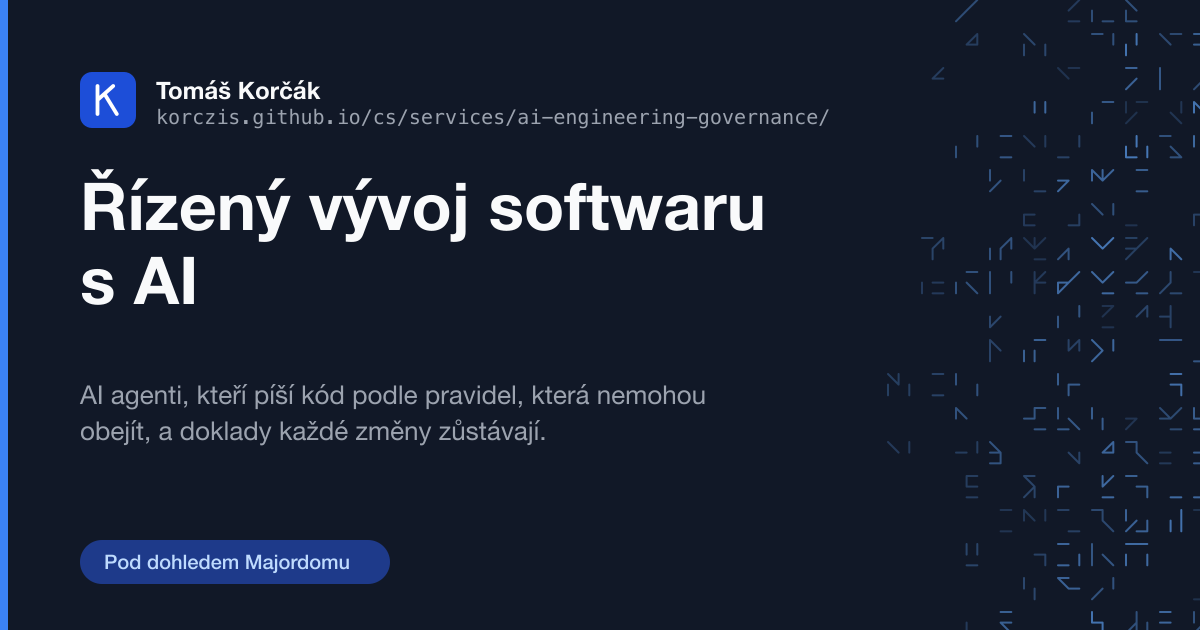 K
Tomáš Korčák
korczis.github.io/cs/services/ai-engineering-governance/
Řízený vývoj softwaru
s AI
AI agenti, kteří píší kód podle pravidel, která nemohou
obejít, a doklady každé změny zůstávají.
Pod dohledem Majordomu